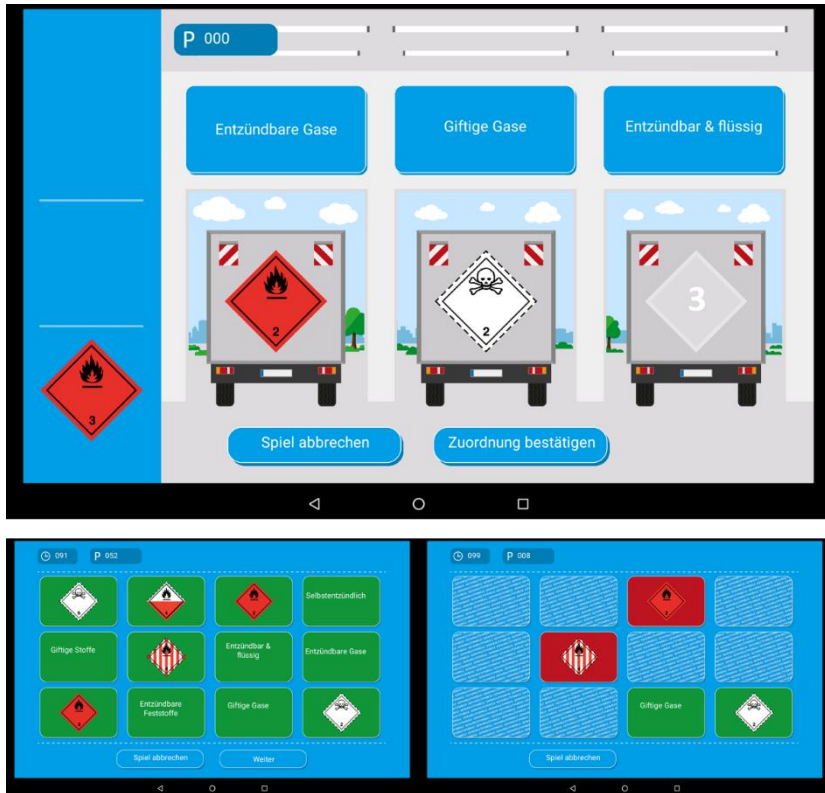 P 000
Entzündbare Gase
Giftige Gase
Entzündbar & flüssig
2
2
3
3
Spiel abbrechen
Zuordnung bestätigen
091
P 052
Selbstentzündlich
Giftige Stoffe
Entzündbar &
flüssig
Entzündbare Gase
Entzündbare
Feststoffe
Giftige Gase
Spiel abbrechen
Weiter
099
P 008
Giftige Gase
Spiel abbrechen